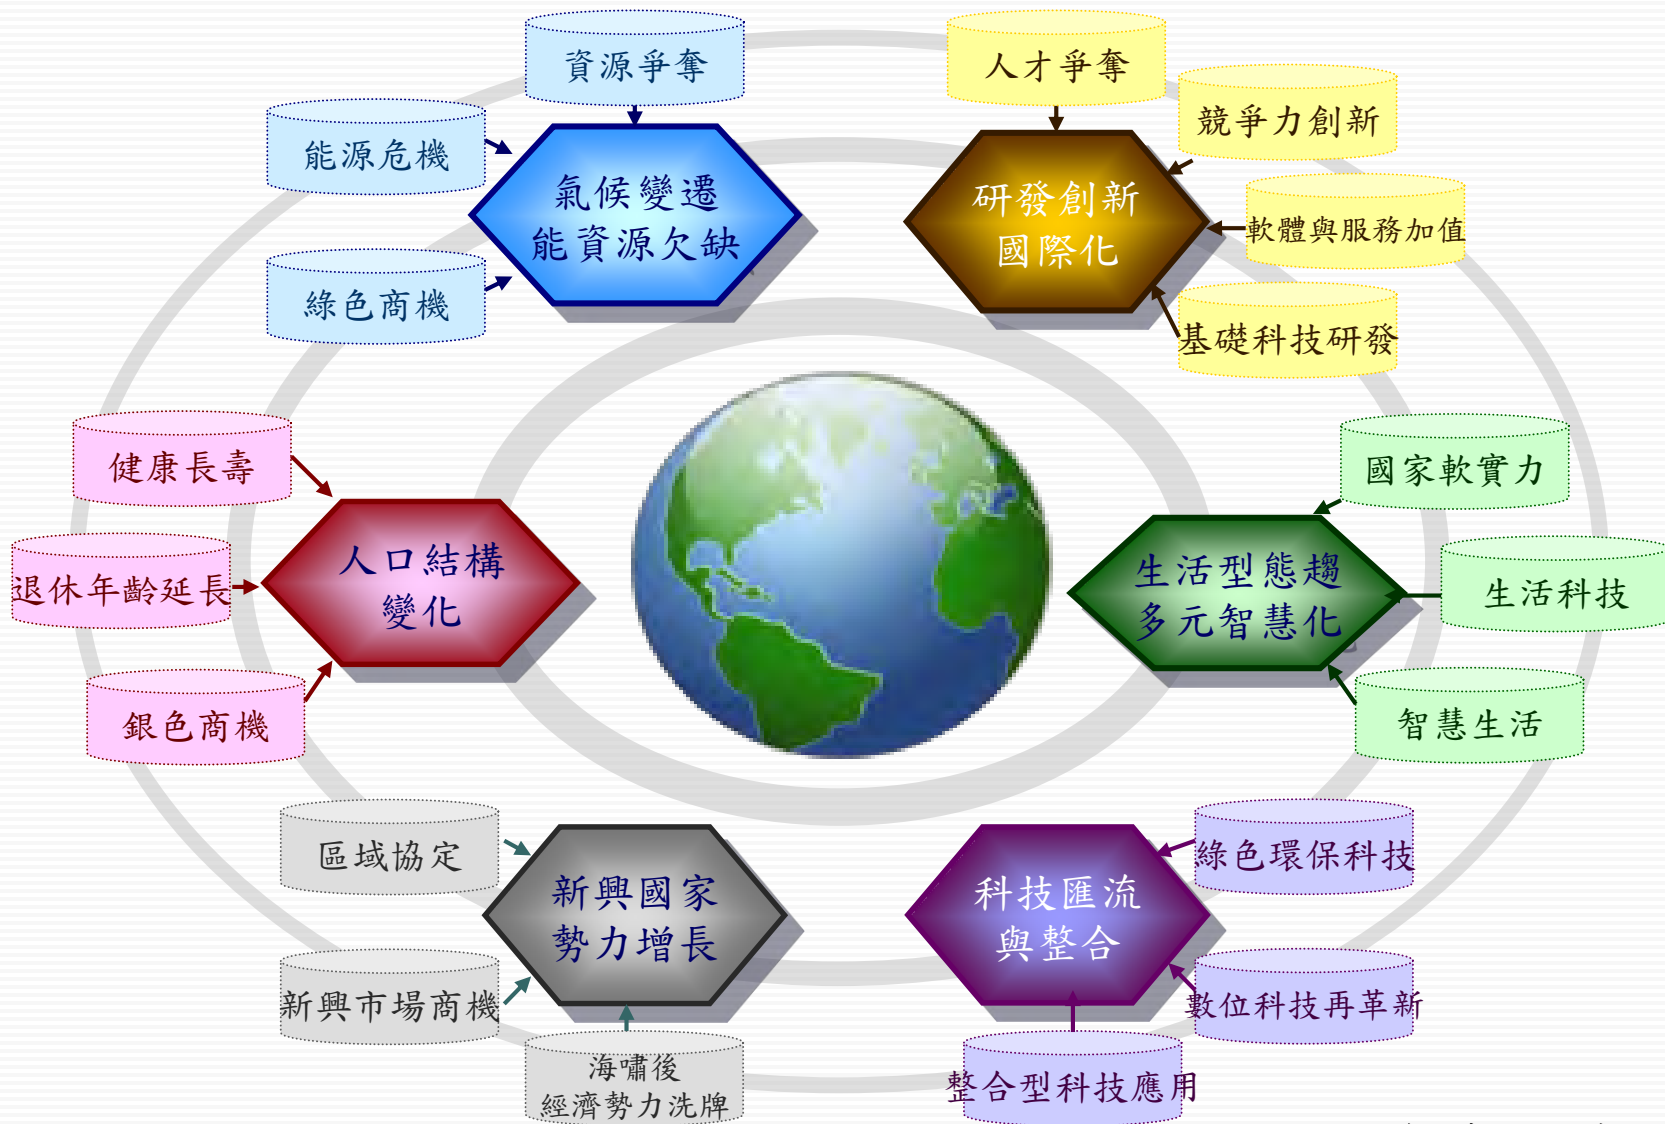 資源爭奪
能源危機
綠色商機
氣候變遷
能資源欠缺
人才爭奪
競爭力創新
軟體與服務加值
基礎科技研發
研發創新
國際化
健康長壽
退休年齡延長
銀色商機
人口結構
變化
國家軟實力
生活科技
智慧生活
生活型態趨
多元智慧化
區域協定
新興市場商機
海嘯後
經濟勢力洗牌
新興國家
勢力增長
綠色環保科技
數位科技再革新
整合型科技應用
科技匯流
與整合